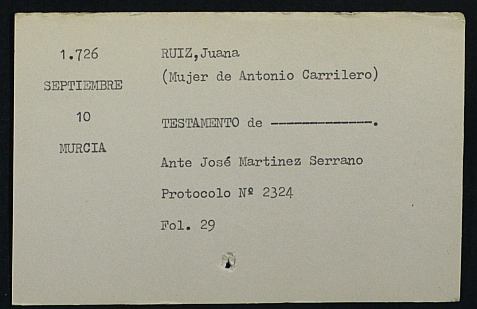 1.726
SEPTIEMBRE
10
MURCIA
RUIZ,Juana
(Mujer de Antonio Carrilero)
TESTAMENTO de -------------.
Ante José Martinez Serrano
Protocolo Nº 2324
Fol. 29